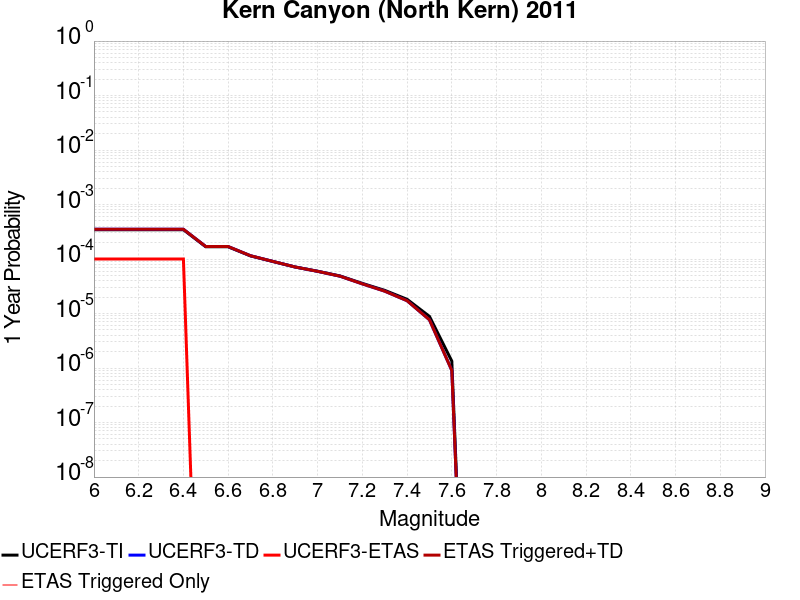 Kern Canyon (North Kern) 2011
10^0
10^-1
10^-2
10^-3
10^-4
10^-5
10^-6
10^-7
10^-8
1 Year Probability
6 6.2 6.4 6.6 6.8 7 7.2 7.4 7.6 7.8 8 8.2 8.4 8.6 8.8 9
Magnitude
UCERF3-TI UCERF3-TD UCERF3-ETAS ETAS Triggered+TD
ETAS Triggered Only